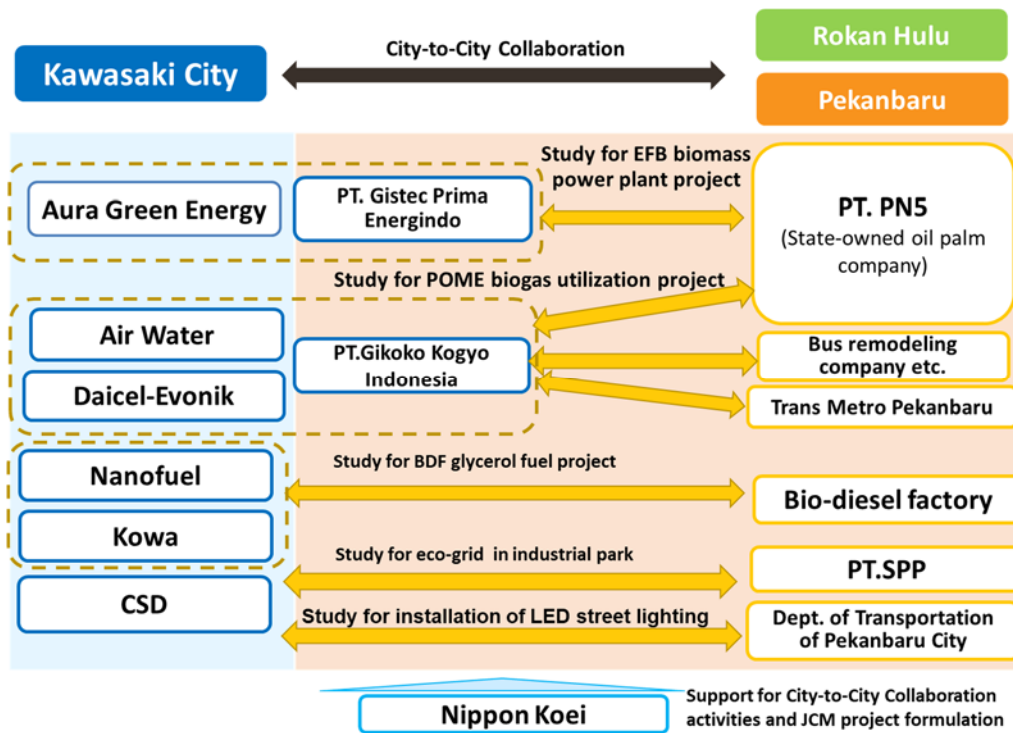 City-to-City Collaboration
Rokan Hulu
Kawasaki City
Pekanbaru
Study for EFB biomass
power plant project
Aura Green Energy
PT. Gistec Prima
Energindo
PT. PN5
(State-owned oil palm
company)
Study for POME biogas utilization project
Air Water
PT.Gikoko Kogyo
Indonesia
Bus remodeling
company etc.
Daicel-Evonik
Trans Metro Pekanbaru
Nanofuel
Study for BDF glycerol fuel project
Bio-diesel factory
Kowa
Study for eco-grid in industrial park
PT.SPP
CSD
Study for installation of LED street lighting
Dept. of Transportation
of Pekanbaru City
Nippon Koei
Support for City-to-City Collaboration
activities and JCM project formulation